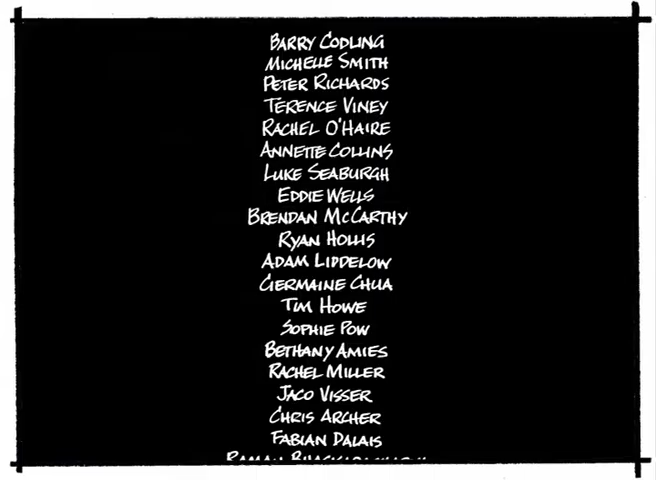 Barry Codling
Michelle Smith
Peter Richards
Terence Viney
Rachel O'Haire
Annette Collins
Luke Seaburgh
Eddie Wells
Brendan McCarthy
Ryan Hollis
Adam Liddelow
Germaine Chua
Tim Howe
Sophie Pow
Bethany Amies
Rachel Miller
Jaco Visser
Chris Archer
Fabian Dalais